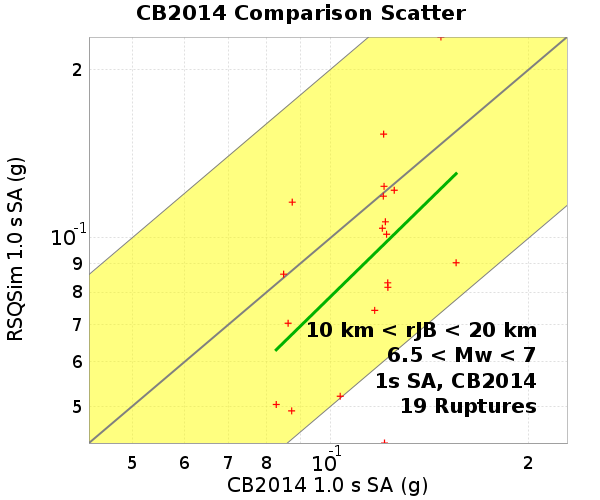 CB2014 Comparison Scatter
RSQSim 1.0 s SA (g)
2
10-1
9
8
7
6
5
10 km < rJB < 20 km
6.5 < Mw < 7
1s SA, CB2014
19 Ruptures
5 6 7 8 10-1 2
CB2014 1.0 s SA (g)